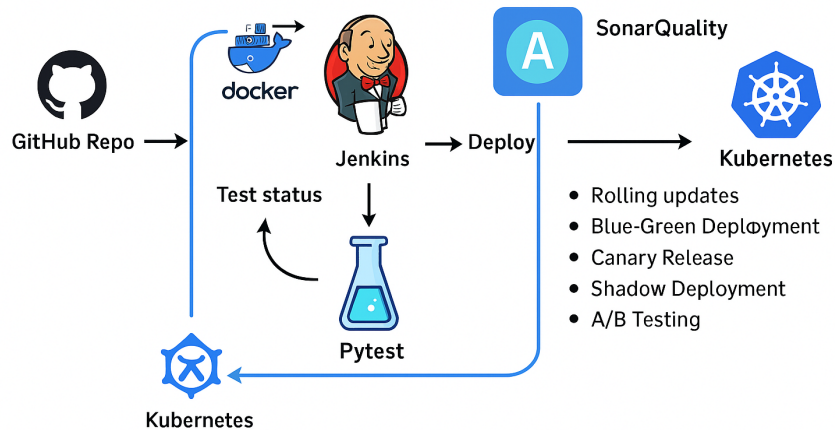 docker
SonarQuality
A
GitHub Repo
Jenkins
Deploy
Kubernetes
Test status
Rolling updates
Blue-Green Deplɑyment
Canary Release
Shadow Deployment
A/B Testing
Pytest
Kubernetes